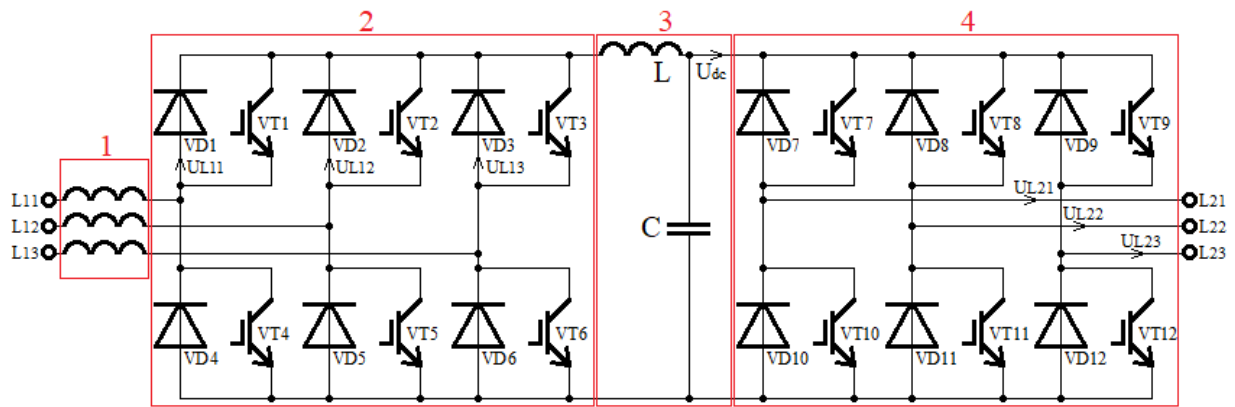 2 3 4
L Udc
VT1 VT2 VT3 VT7 VT8 VT9
VD1 VD2 VD3 VD7 VD8 VD9
1
UL11 UL12 UL13
UL21
L11 L21
UL22
L12 C L22
UL23
L13 L23
VT4 VT5 VT6 VT10 VT11 VT12
VD4 VD5 VD6 VD10 VD11 VD12